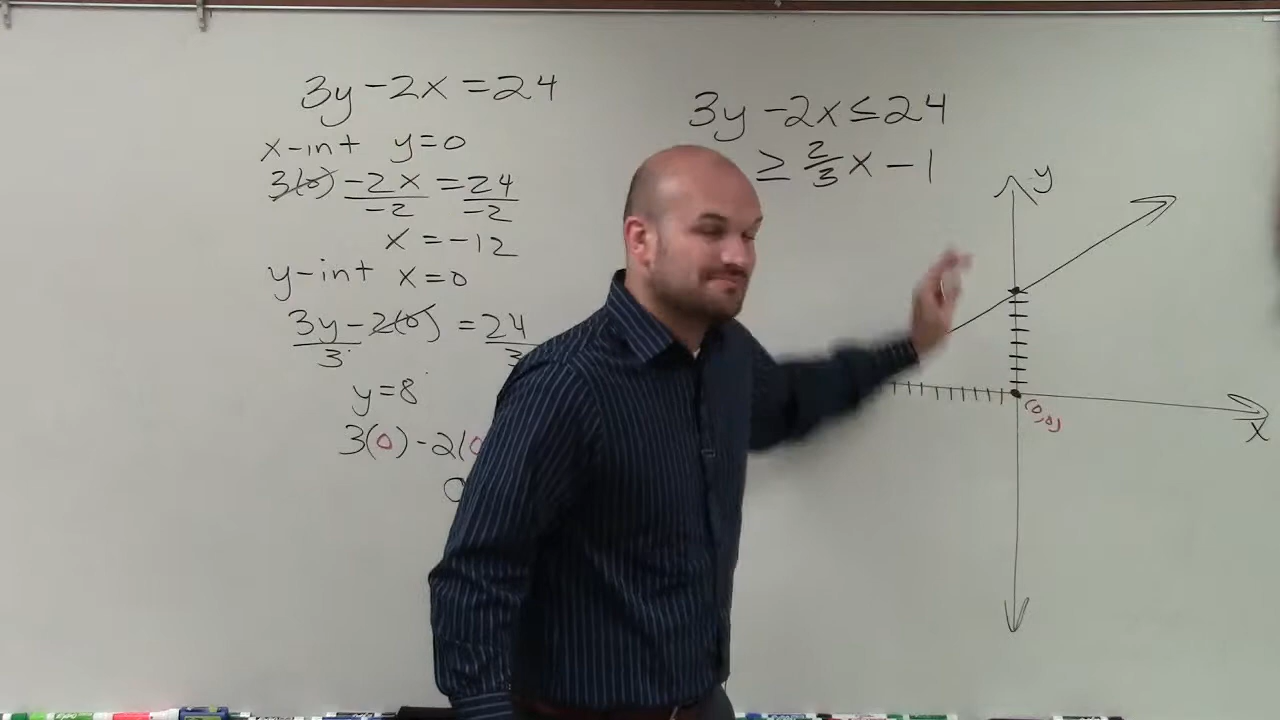 3y - 2x = 24
x-int y=0
3(0) -2x = 24
-2 -2
x = -12
y-int x=0
3y - 2(0) = 24
3 3
y=8
3(0) - 2(0
0
3y - 2x ≤ 24
≥ 2/3 x - 1
y
(0,0)
x